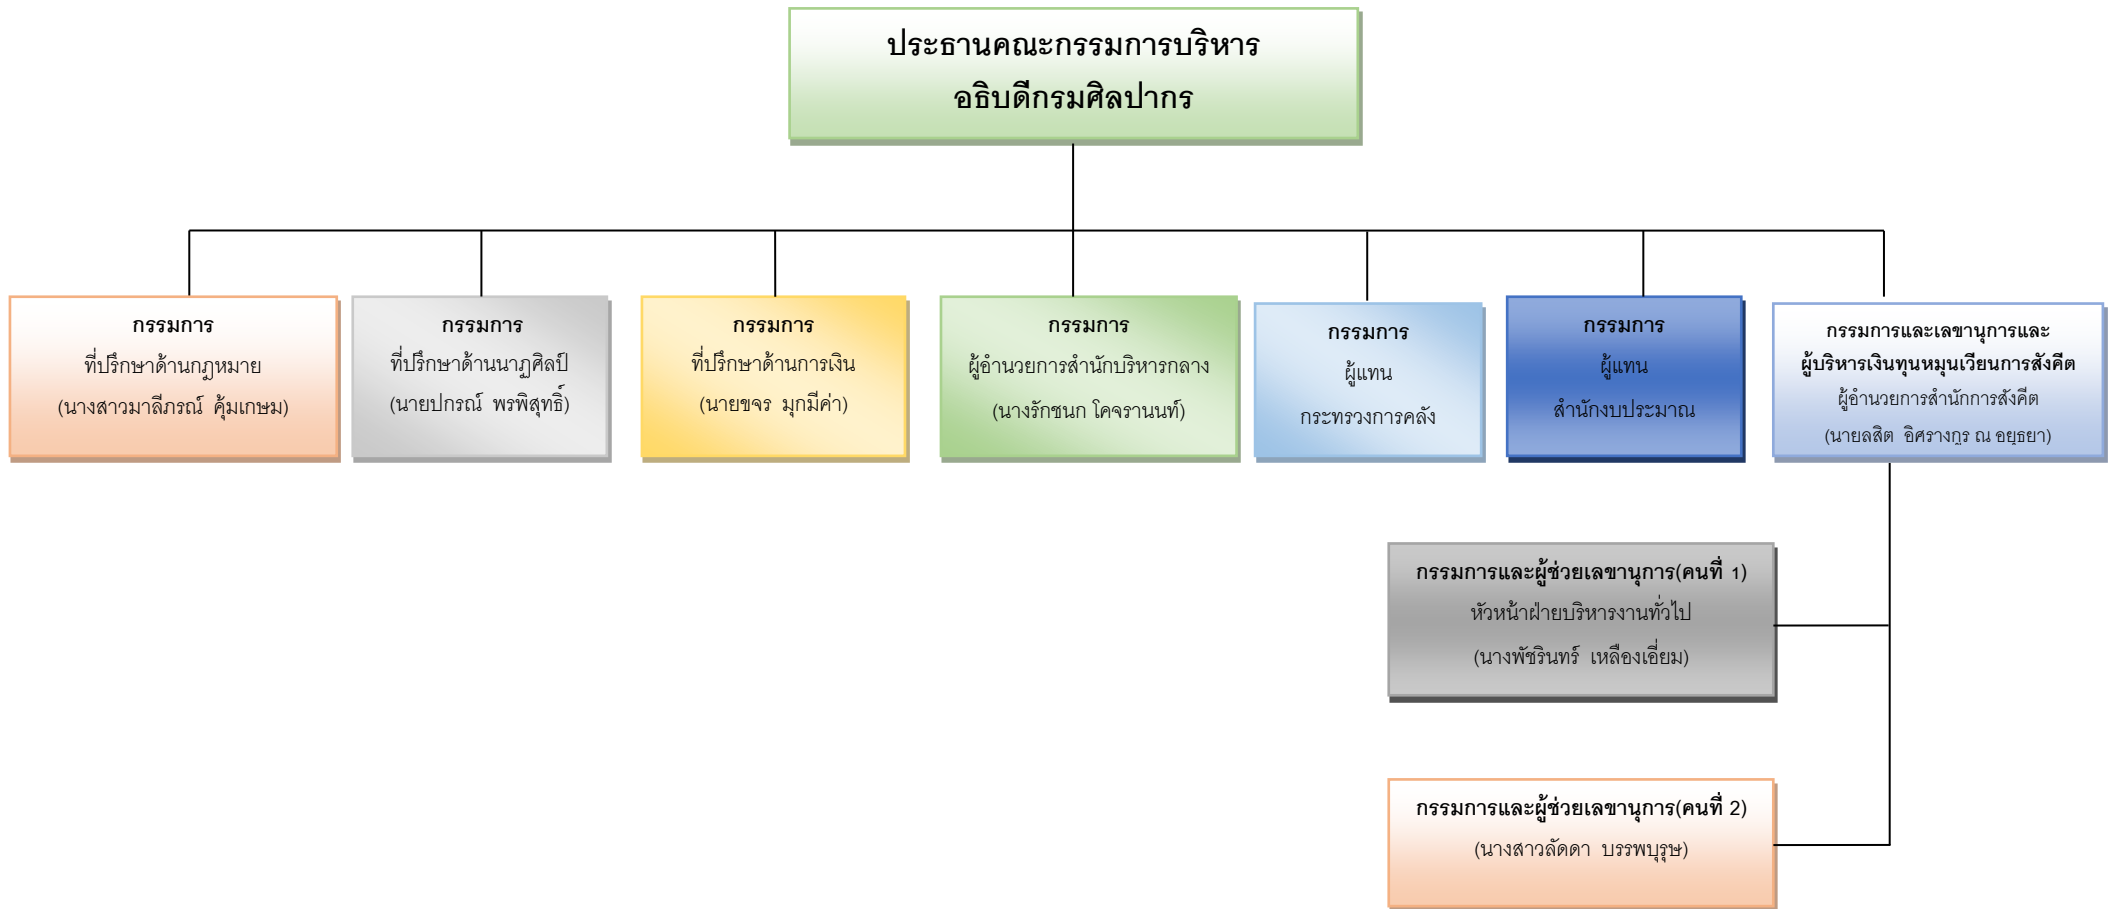 ประธานคณะกรรมการบริหาร
อธิบดีกรมศิลปากร
กรรมการ
ที่ปรึกษาด้านกฎหมาย
(นางสาวมาลีภรณ์ คุ้มเกษม)
กรรมการ
ที่ปรึกษาด้านนาฏศิลป์
(นายปกรณ์ พรพิสุทธิ์)
กรรมการ
ที่ปรึกษาด้านการเงิน
(นายขจร มุกมีค่า)
กรรมการ
ผู้อำนวยการสำนักบริหารกลาง
(นางรักชนก โคจรานนท์)
กรรมการ
ผู้แทน
กระทรวงการคลัง
กรรมการ
ผู้แทน
สำนักงบประมาณ
กรรมการและเลขานุการและ
ผู้บริหารเงินทุนหมุนเวียนการสังคีต
ผู้อำนวยการสำนักการสังคีต
(นายลสิต อิศรางกูร ณ อยุธยา)
กรรมการและผู้ช่วยเลขานุการ(คนที่ 1)
หัวหน้าฝ่ายบริหารงานทั่วไป
(นางพัชรินทร์ เหลืองเอี่ยม)
กรรมการและผู้ช่วยเลขานุการ(คนที่ 2)
(นางสาวลัดดา บรรพบุรุษ)